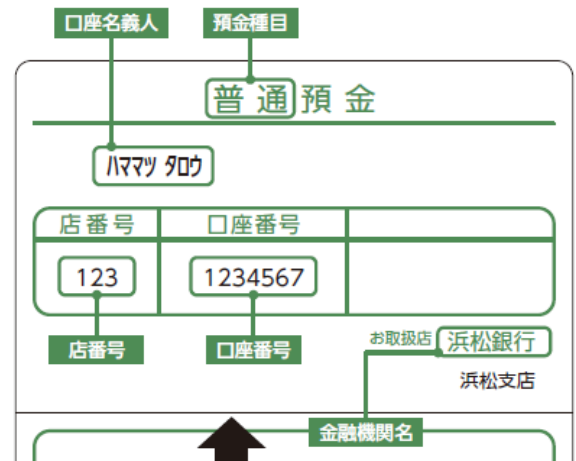 口座名義人 預金種目
普通預金
ハママツ タロウ
店番号 口座番号
123 1234567
店番号 口座番号
お取扱店 浜松銀行
浜松支店
金融機関名